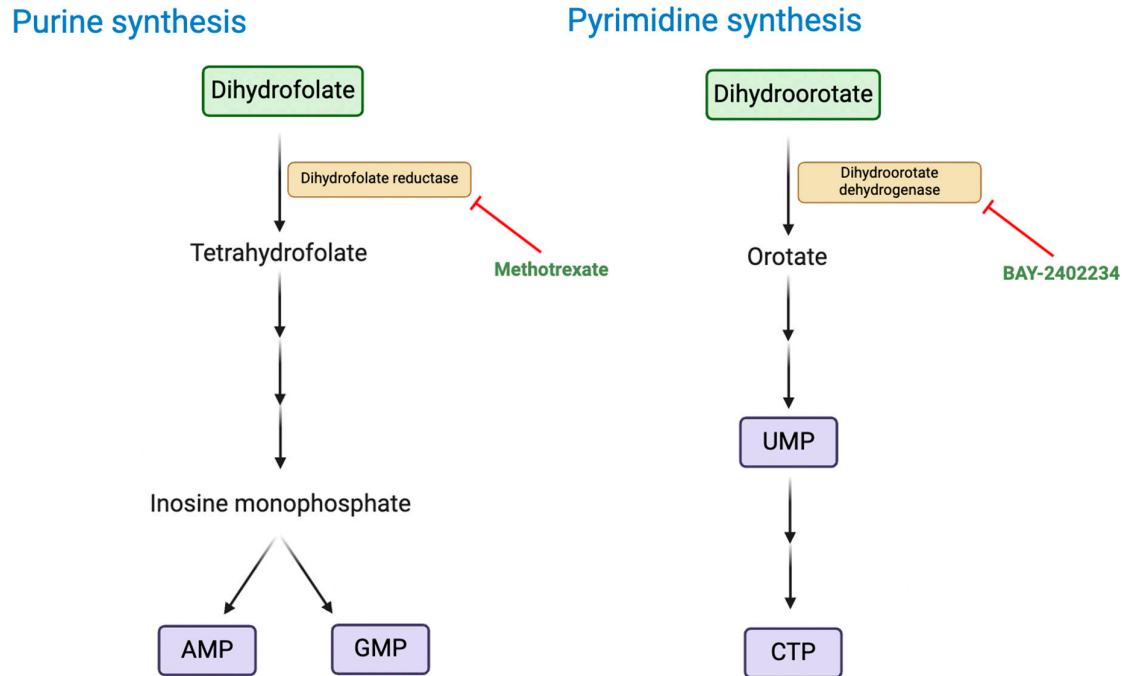 Purine synthesis
Dihydrofolate
Dihydrofolate reductase
Tetrahydrofolate
Methotrexate
Inosine monophosphate
AMP
GMP
Pyrimidine synthesis
Dihydroorotate
Dihydroorotate
dehydrogenase
Orotate
BAY-2402234
UMP
CTP